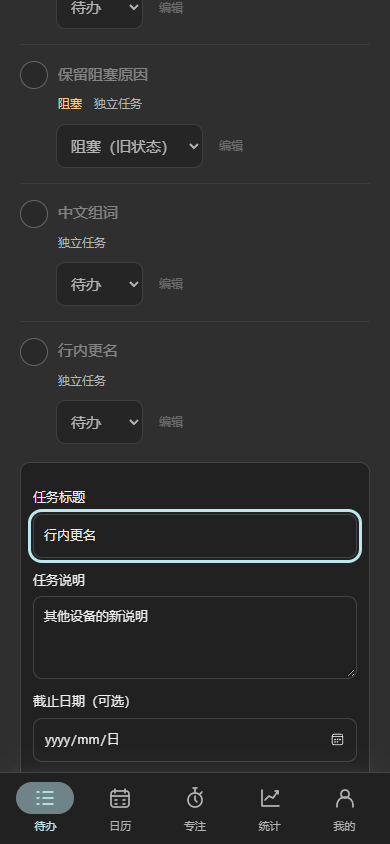 待办
编辑
保留阻塞原因
阻塞 独立任务
阻塞（旧状态）
编辑
中文组词
独立任务
待办
编辑
行内更名
独立任务
待办
编辑
任务标题
行内更名
任务说明
其他设备的新说明
截止日期（可选）
yyyy/mm/日
待办
日历
专注
统计
我的